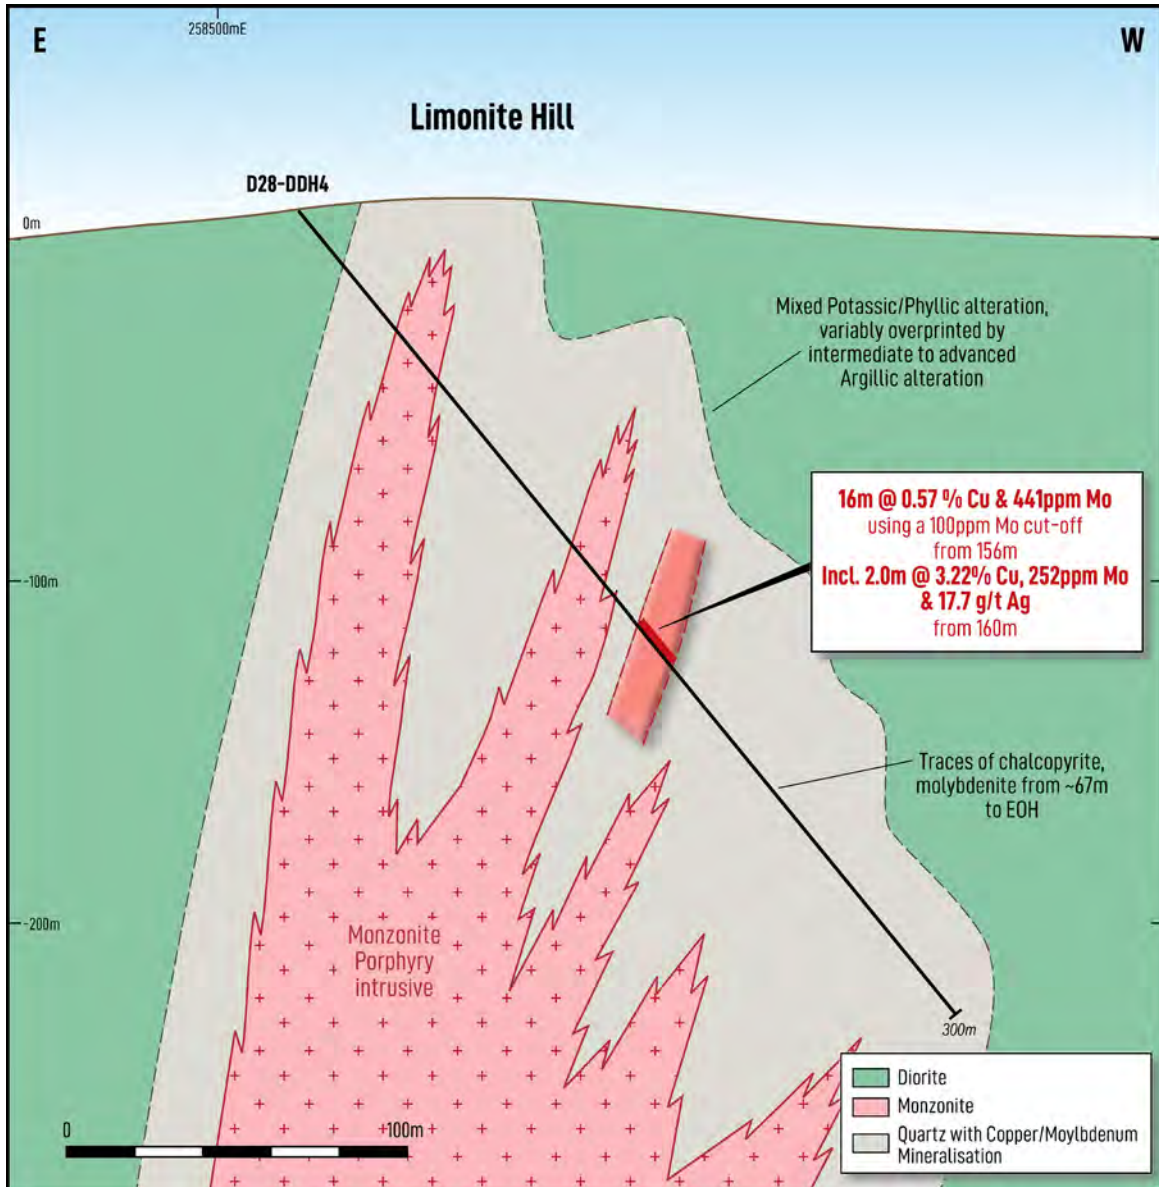 E
258500mE
W
Limonite Hill
D28-DDH4
0m
Mixed Potassic/Phyllic alteration,
variably overprinted by
intermediate to advanced
Argillic alteration
16m @ 0.57 % Cu & 441ppm Mo
using a 100ppm Mo cut-off
from 156m
Incl. 2.0m @ 3.22% Cu, 252ppm Mo
& 17.7 g/t Ag
from 160m
-100m
Traces of chalcopyrite,
molybdenite from ~67m
to EOH
-200m
Monzonite
Porphyry
intrusive
300m
Diorite
Monzonite
Quartz with Copper/Moylbdenum
Mineralisation
0
100m